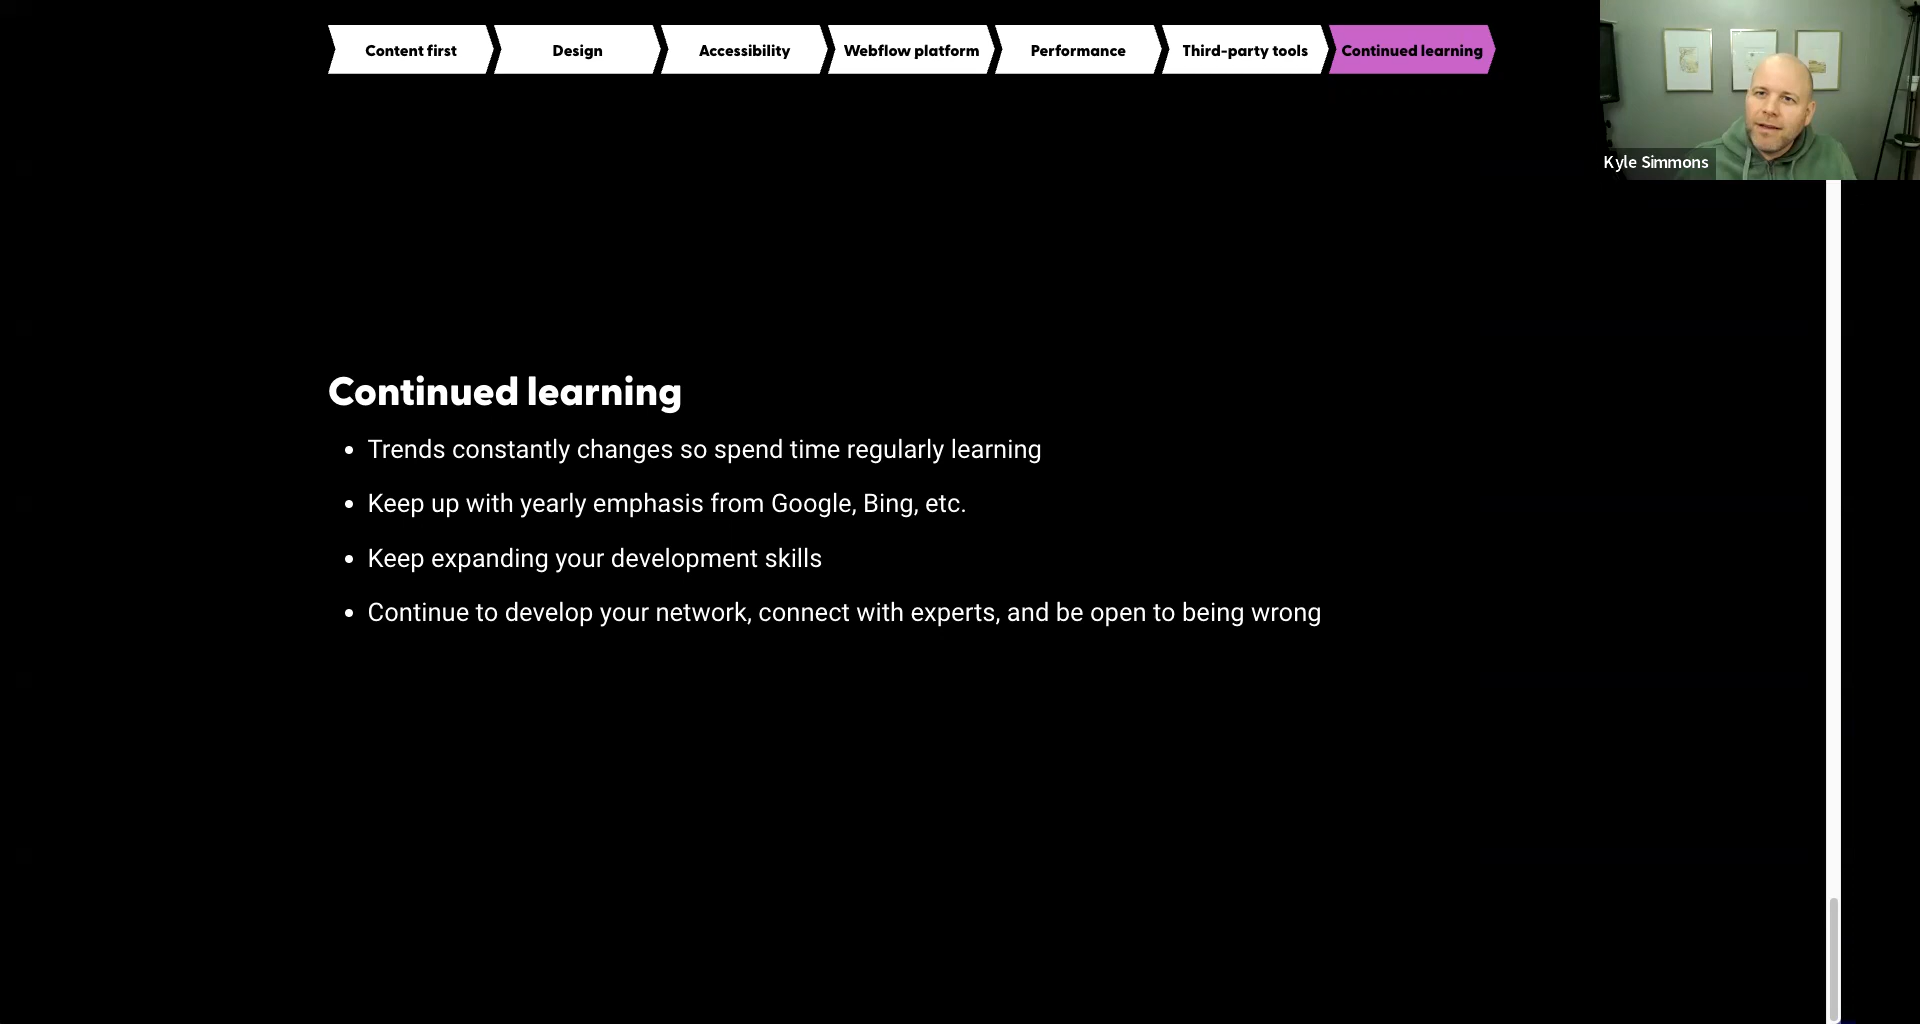 Content first
Design
Accessibility
Webflow platform
Performance
Third-party tools
Continued learning
Kyle Simmons
Continued learning
• Trends constantly changes so spend time regularly learning
• Keep up with yearly emphasis from Google, Bing, etc.
• Keep expanding your development skills
• Continue to develop your network, connect with experts, and be open to being wrong